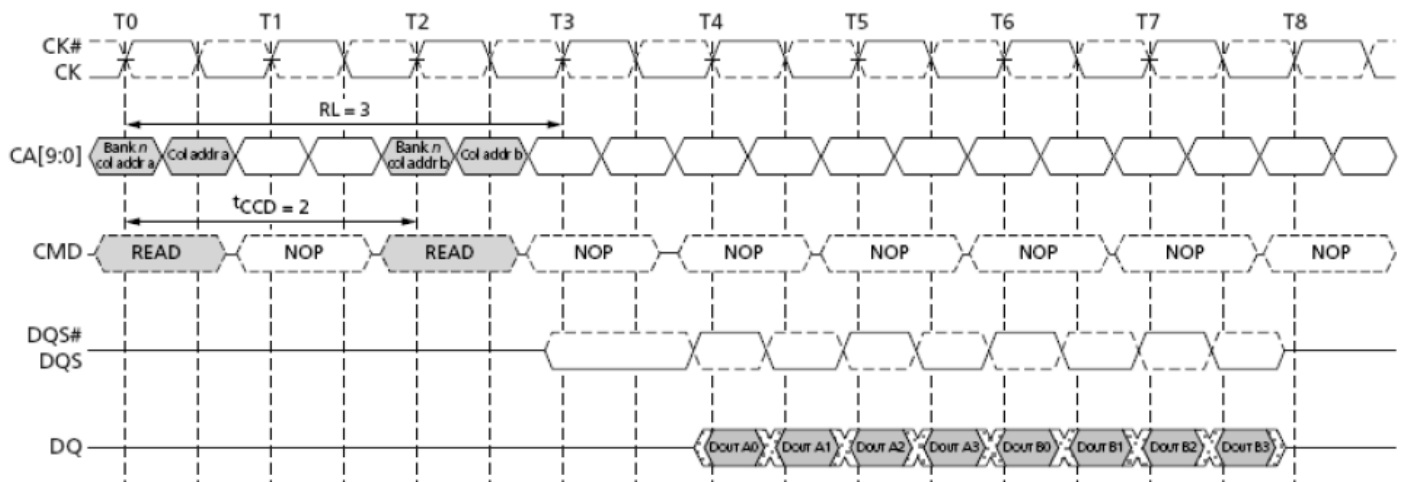 T0 T1 T2 T3 T4 T5 T6 T7 T8
CK#
CK
RL = 3
CA[9:0] Bank n col addr a Col addr a Bank n col addr b Col addr b
tCCD = 2
CMD READ NOP READ NOP NOP NOP NOP NOP NOP
DQS#
DQS
DQ DOUT A0 DOUT A1 DOUT A2 DOUT A3 DOUT B0 DOUT B1 DOUT B2 DOUT B3